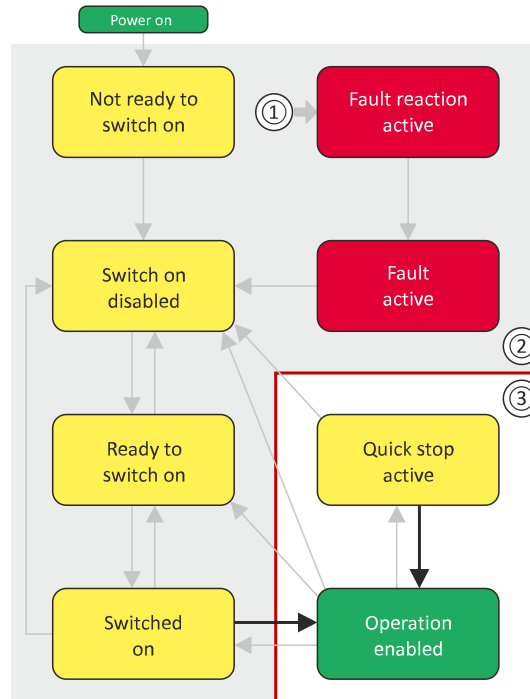 Power on
Not ready to
switch on
①
Fault reaction
active
Switch on
disabled
Fault
active
②
③
Ready to
switch on
Quick stop
active
Switched
on
Operation
enabled